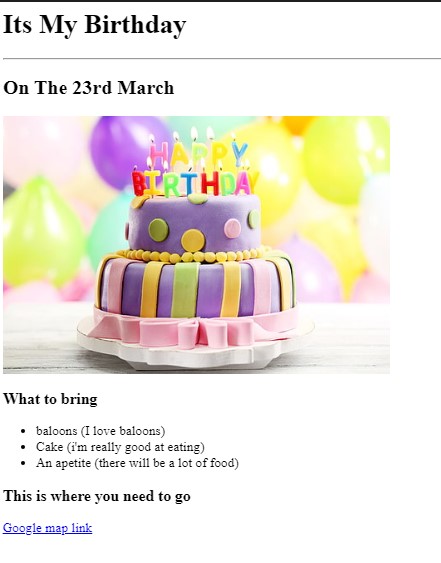 Its My Birthday
On The 23rd March
HAPPY
BIRTHDAY
What to bring
baloons (I love baloons)
Cake (i'm really good at eating)
An apetite (there will be a lot of food)
This is where you need to go
Google map link